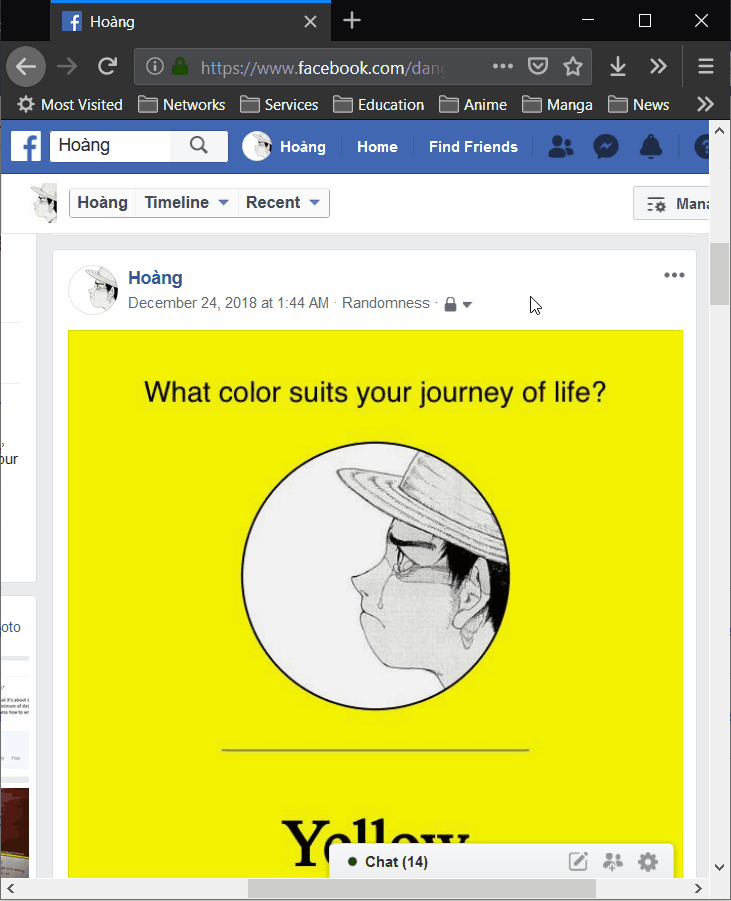 Hoàng
https://www.facebook.com/dang
Most Visited Networks Services Education Anime Manga News
Hoàng Hoàng Home Find Friends
Hoàng Timeline Recent Mana
Hoàng
December 24, 2018 at 1:44 AM · Randomness ·
What color suits your journey of life?
our
oto
Yellow
Chat (14)